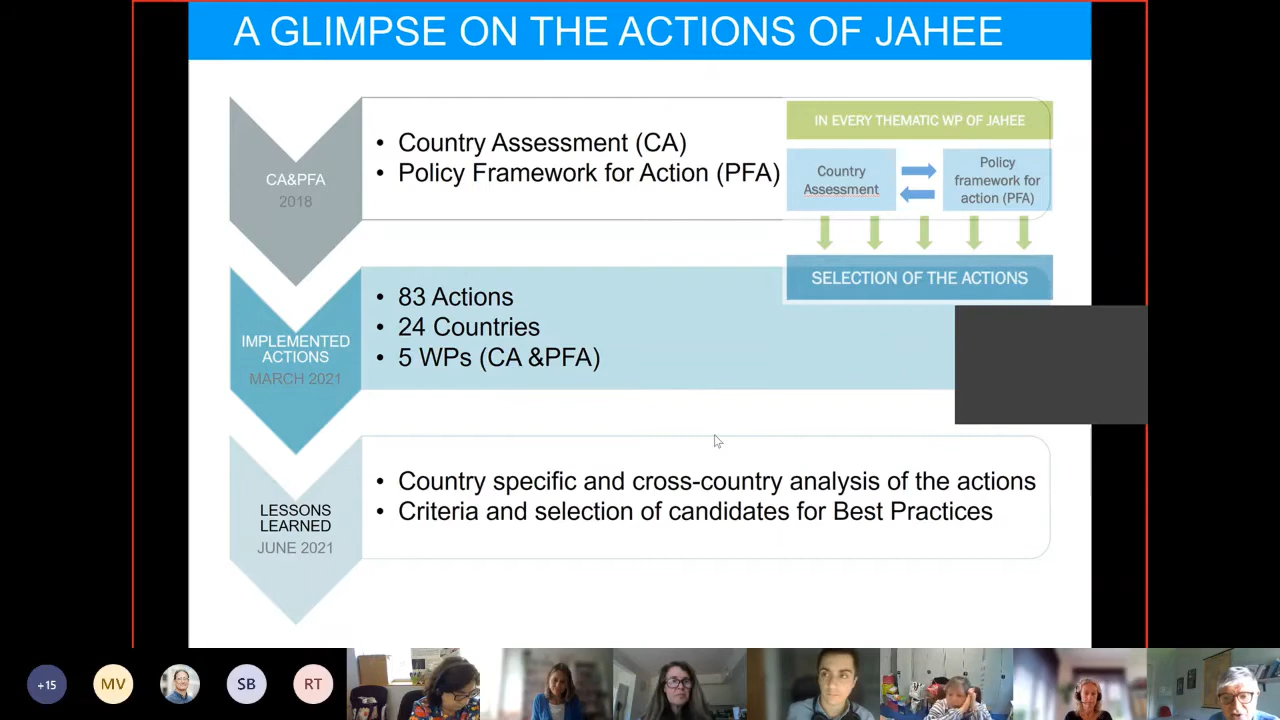 A GLIMPSE ON THE ACTIONS OF JAHEE
CA&PFA
2018
• Country Assessment (CA)
• Policy Framework for Action (PFA)
IN EVERY THEMATIC WP OF JAHEE
Country
Assessment
Policy
framework for
action (PFA)
SELECTION OF THE ACTIONS
IMPLEMENTED
ACTIONS
MARCH 2021
• 83 Actions
• 24 Countries
• 5 WPs (CA &PFA)
LESSONS
LEARNED
JUNE 2021
• Country specific and cross-country analysis of the actions
• Criteria and selection of candidates for Best Practices
+15
MV
SB
RT